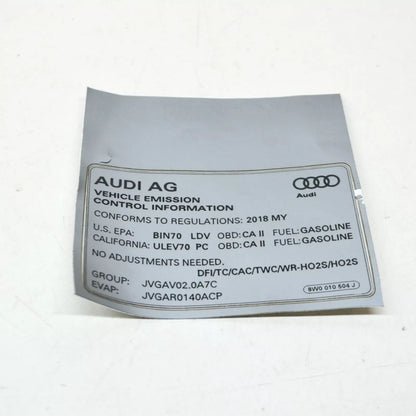 AUDI AG
Audi
VEHICLE EMISSION
CONTROL INFORMATION
CONFORMS TO REGULATIONS: 2018 MY
U.S. EPA: BIN70 LDV OBD: CA II FUEL: GASOLINE
CALIFORNIA: ULEV70 PC OBD: CA II FUEL: GASOLINE
NO ADJUSTMENTS NEEDED.
DFI/TC/CAC/TWC/WR-HO2S/HO2S
GROUP: JVGAV02.0A7C
EVAP: JVGAR0140ACP
8W0 010 504 J